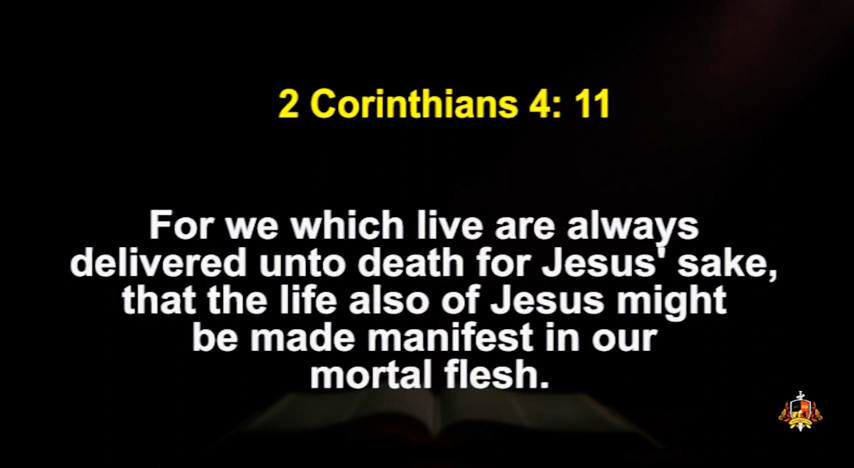 2 Corinthians 4: 11
For we which live are always
delivered unto death for Jesus' sake,
that the life also of Jesus might
be made manifest in our
mortal flesh.